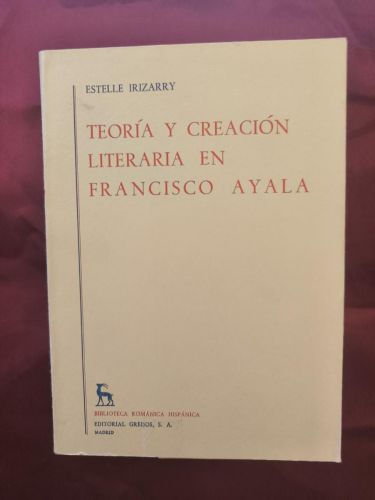 ESTELLE IRIZARRY
TEORÍA Y CREACIÓN
LITERARIA EN
FRANCISCO AYALA
BIBLIOTECA ROMÁNICA HISPÁNICA
EDITORIAL GREDOS, S. A.
MADRID